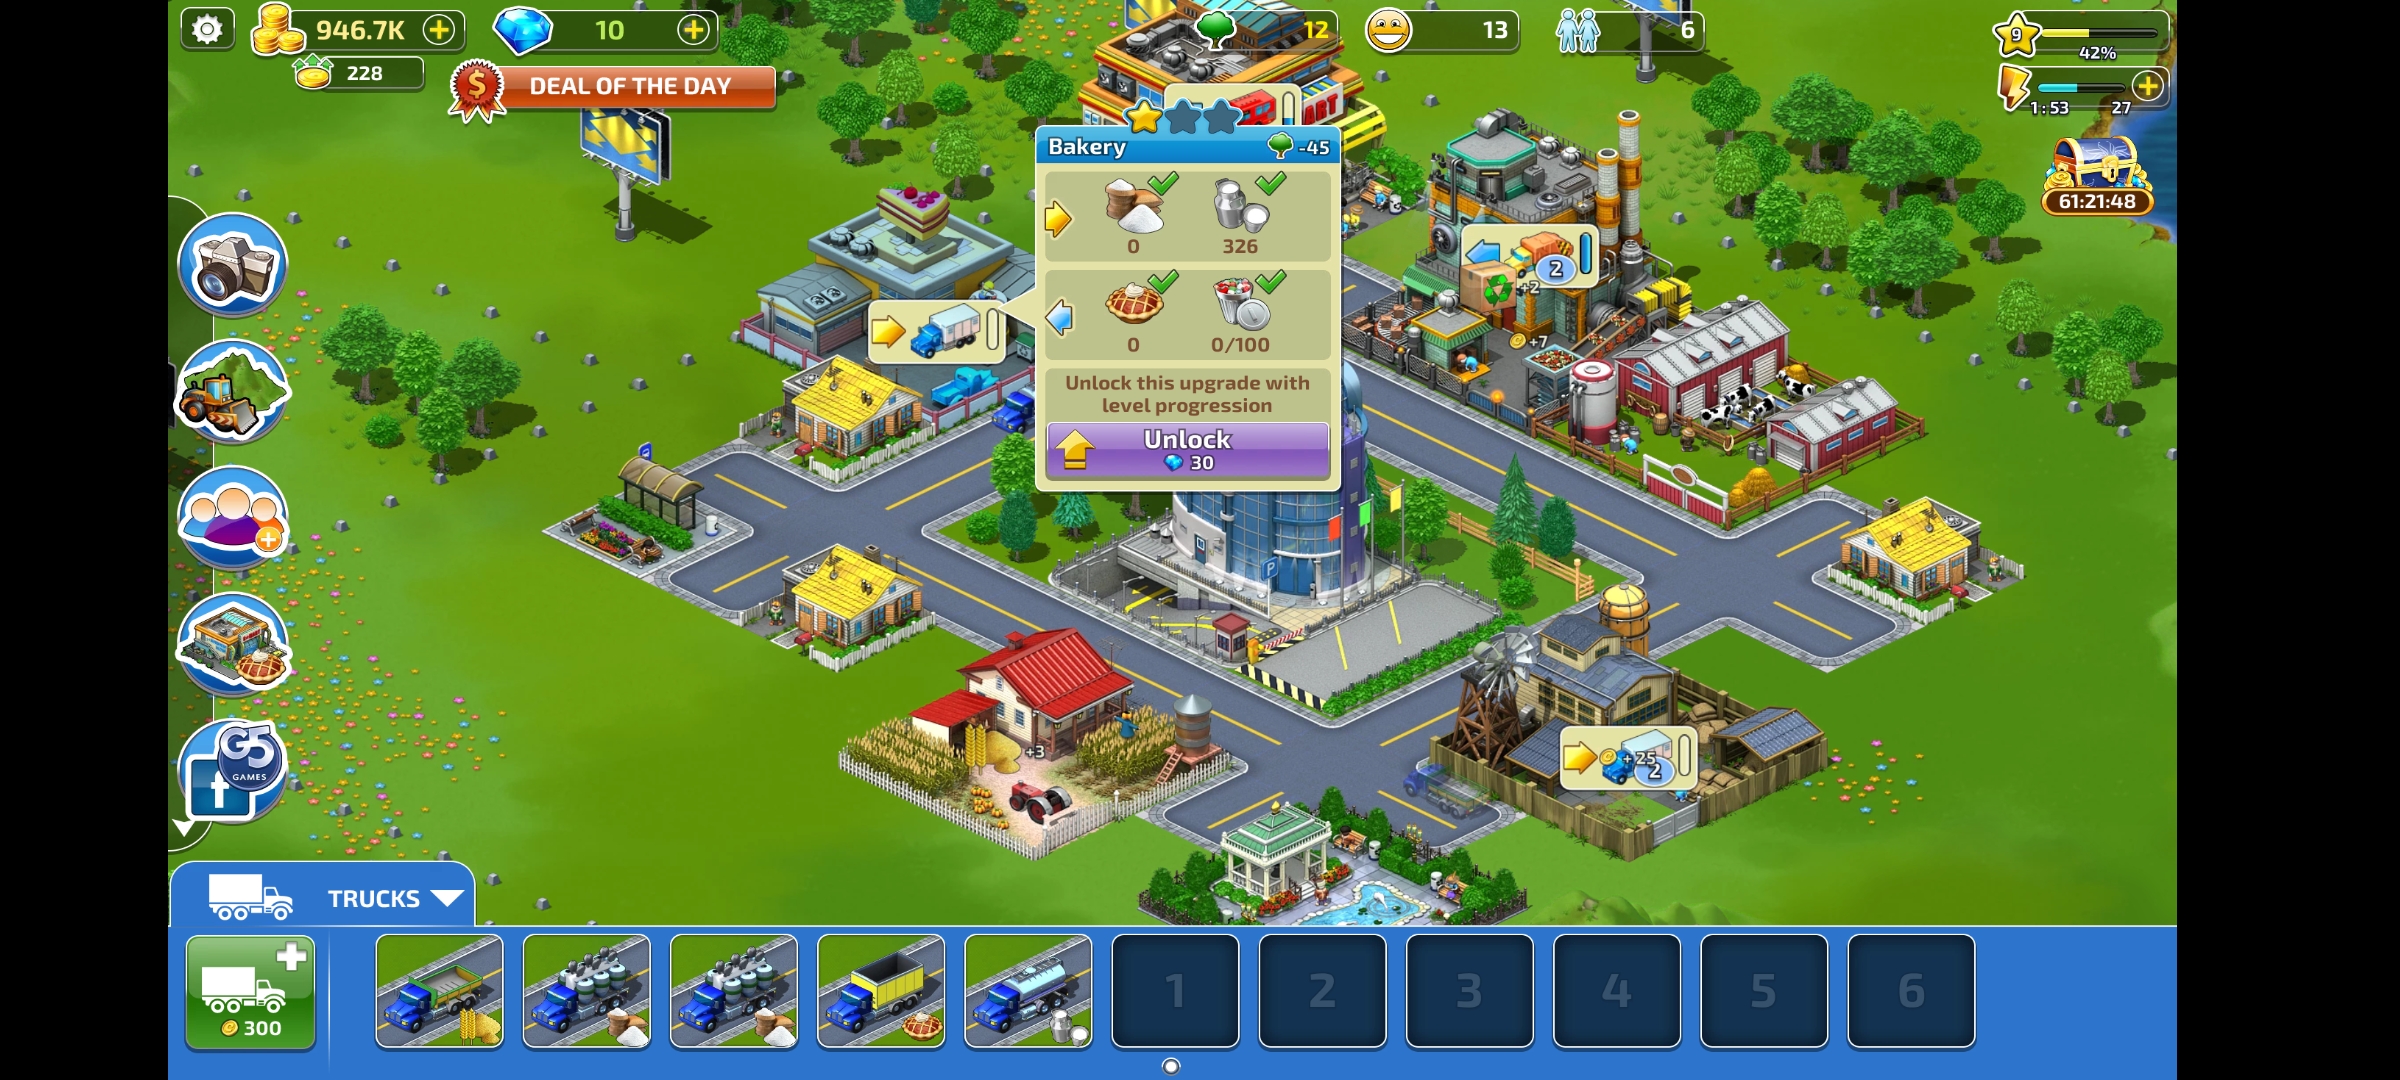 946.7K
10
12
13
6
9
42%
228
DEAL OF THE DAY
1:53
27
Bakery
-45
61:21:48
0
326
2
+2
0
0/100
+7
Unlock this upgrade with
level progression
Unlock
30
P
G5
GAMES
f
+3
+25
2
TRUCKS
300
1
2
3
4
5
6